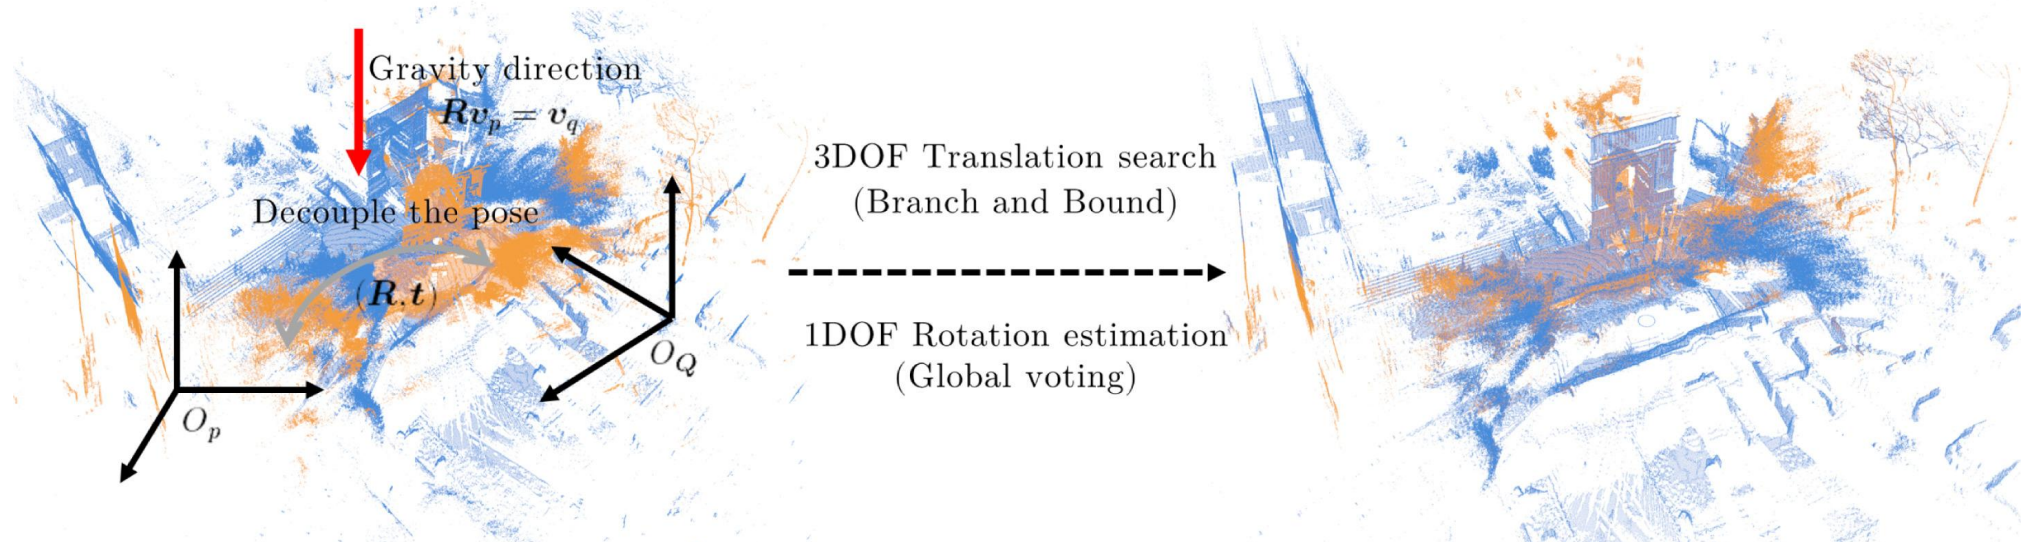 Gravity direction
Rv_p = v_q
Decouple the pose
(R.t)
O_p
O_Q
3DOF Translation search
(Branch and Bound)
1DOF Rotation estimation
(Global voting)